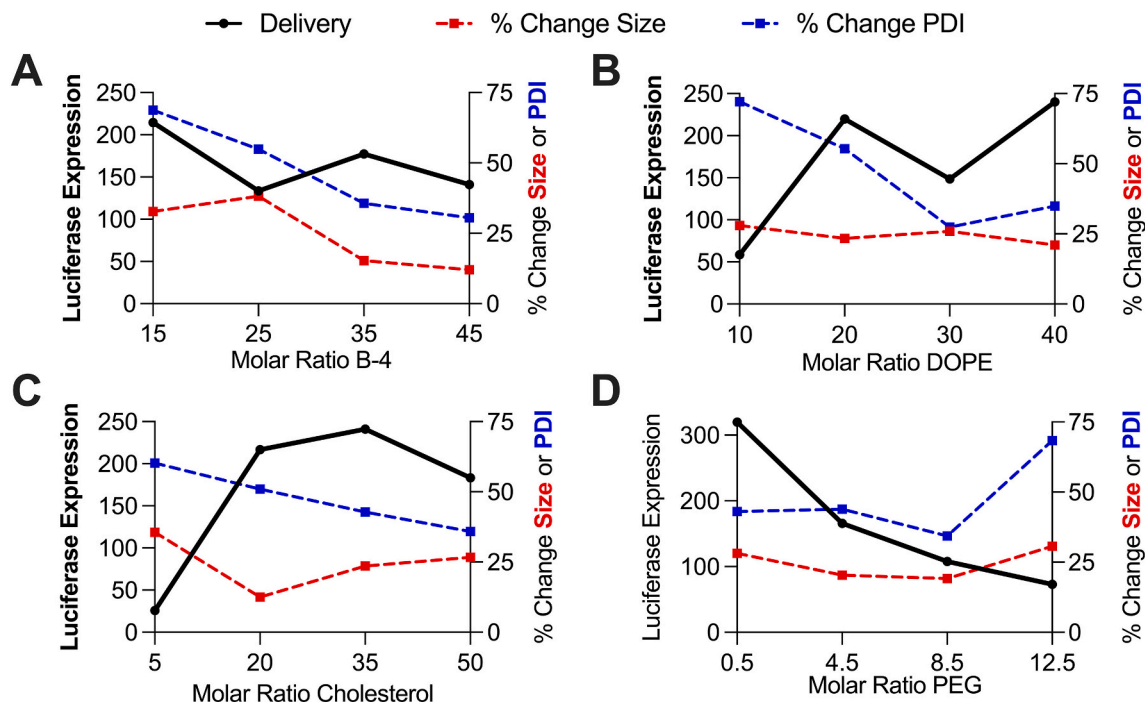 Delivery % Change Size % Change PDI
A
Luciferase Expression
250
200
150
100
50
0
75
50
25
0
% Change Size or PDI
15 25 35 45
Molar Ratio B-4
B
Luciferase Expression
250
200
150
100
50
0
75
50
25
0
% Change Size or PDI
10 20 30 40
Molar Ratio DOPE
C
Luciferase Expression
250
200
150
100
50
0
75
50
25
0
% Change Size or PDI
5 20 35 50
Molar Ratio Cholesterol
D
Luciferase Expression
300
200
100
0
75
50
25
0
% Change Size or PDI
0.5 4.5 8.5 12.5
Molar Ratio PEG